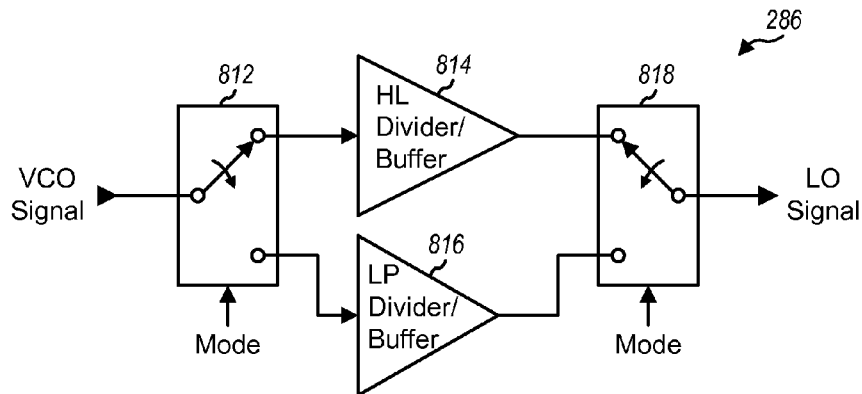 286
812
814
818
HL
Divider/
Buffer
VCO
Signal
LO
Signal
816
LP
Divider/
Buffer
Mode
Mode